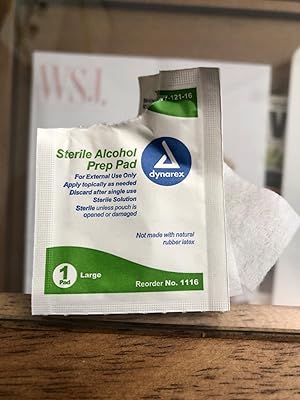 WSJ.
-121-16
Sterile Alcohol
Prep Pad
For External Use Only
Apply topically as needed
Discard after single use
Sterile Solution
Sterile unless pouch is
opened or damaged
dynarex
Not made with natural
rubber latex
1
Pad
Large
Reorder No. 1116